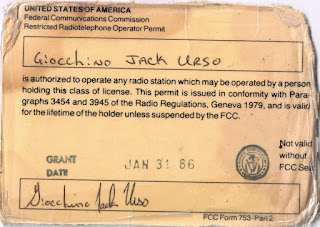 UNITED STATES OF AMERICA
Federal Communications Commission
Restricted Radiotelephone Operator Permit
GIOCCHINO JACK URSO
is authorized to operate any radio station which may be operated by a person
holding this class of license. This permit is issued in conformity with Para-
graphs 3454 and 3945 of the Radio Regulations, Geneva 1979, and is valid
for the lifetime of the holder unless suspended by the FCC.
GRANT
DATE
JAN 31 86
Not valid
without
FCC Seal
Giocchino Jack Urso
FCC Form 753-Part 2